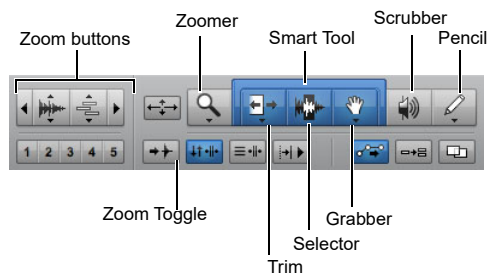 Scrubber
Zoomer
Zoom buttons
Smart Tool
Pencil
1 2 3 4 5
Zoom Toggle
Grabber
Selector
Trim